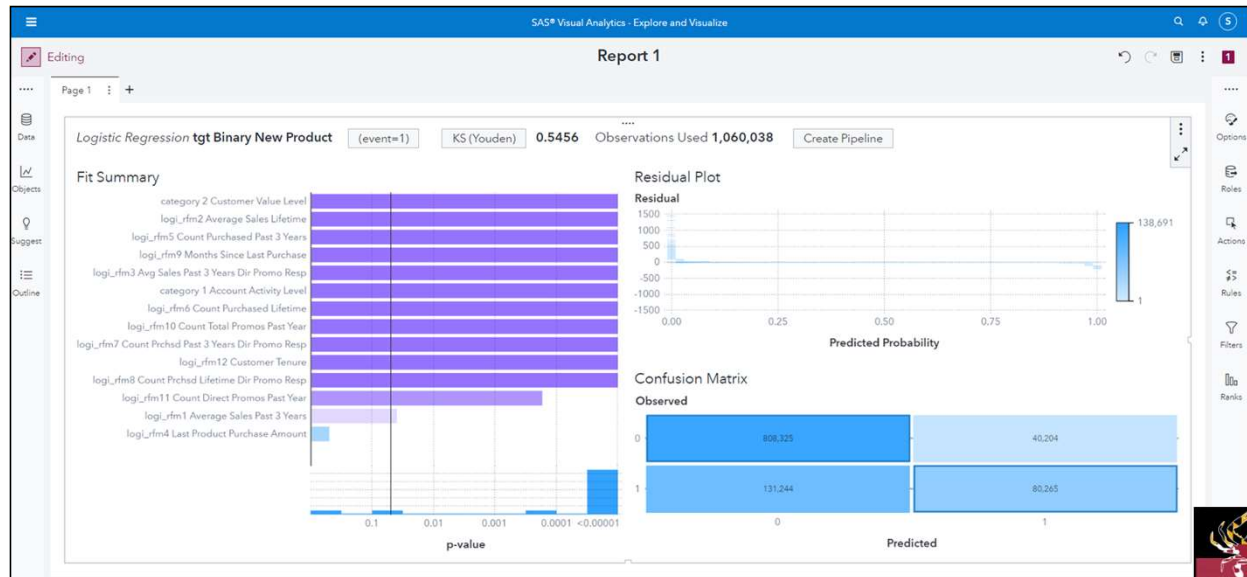 SAS® Visual Analytics - Explore and Visualize
S
Editing
Report 1
1
Page 1
Data
Objects
Suggest
Outline
Logistic Regression tgt Binary New Product (event=1) KS (Youden) 0.5456 Observations Used 1,060,038 Create Pipeline
Fit Summary
category 2 Customer Value Level
logi_rfm2 Average Sales Lifetime
logi_rfm5 Count Purchased Past 3 Years
logi_rfm9 Months Since Last Purchase
logi_rfm3 Avg Sales Past 3 Years Dir Promo Resp
category 1 Account Activity Level
logi_rfm6 Count Purchased Lifetime
logi_rfm10 Count Total Promos Past Year
logi_rfm7 Count Prchsd Past 3 Years Dir Promo Resp
logi_rfm12 Customer Tenure
logi_rfm8 Count Prchsd Lifetime Dir Promo Resp
logi_rfm11 Count Direct Promos Past Year
logi_rfm1 Average Sales Past 3 Years
logi_rfm4 Last Product Purchase Amount
0.1 0.01 0.001 0.0001 <0.00001
p-value
Residual Plot
Residual
1500
1000
500
0
-500
-1000
-1500
0.00 0.25 0.50 0.75 1.00
Predicted Probability
138,691
1
Confusion Matrix
Observed
0 808,325 40,204
1 131,244 80,265
0 1
Predicted
Options
Roles
Actions
Rules
Filters
Ranks